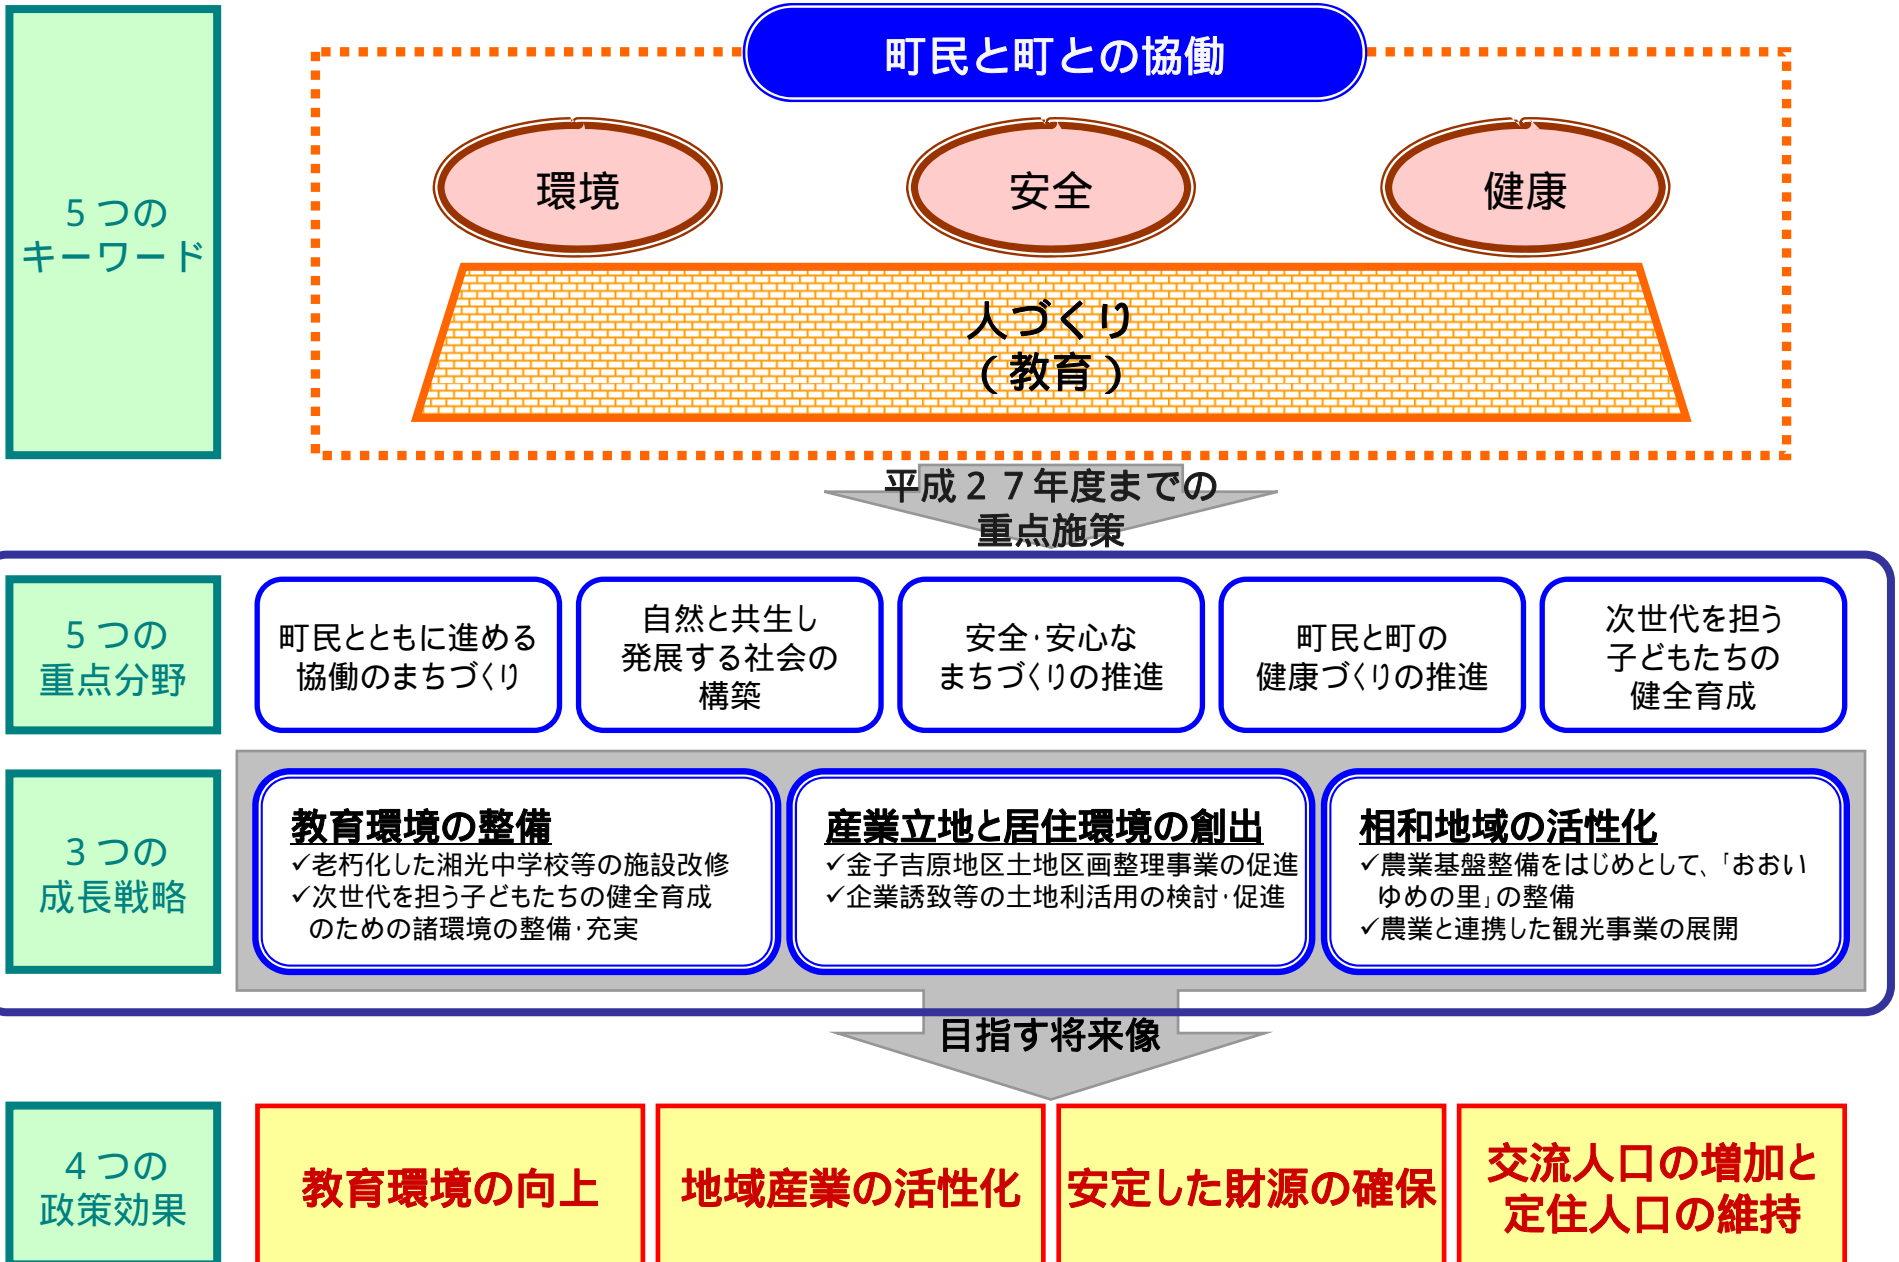 町民と町との協働
5つの
キーワード
環境
安全
健康
人づくり
(教育)
平成27年度までの
重点施策
5つの
重点分野
町民とともに進める
協働のまちづくり
自然と共生し
発展する社会の
構築
安全・安心な
まちづくりの推進
町民と町の
健康づくりの推進
次世代を担う
子どもたちの
健全育成
3つの
成長戦略
教育環境の整備
✓老朽化した湘光中学校等の施設改修
✓次世代を担う子どもたちの健全育成
のための諸環境の整備・充実
産業立地と居住環境の創出
✓金子吉原地区土地区画整理事業の促進
✓企業誘致等の土地利活用の検討・促進
相和地域の活性化
✓農業基盤整備をはじめとして、「おおい
ゆめの里」の整備
✓農業と連携した観光事業の展開
目指す将来像
4つの
政策効果
教育環境の向上
地域産業の活性化
安定した財源の確保
交流人口の増加と
定住人口の維持